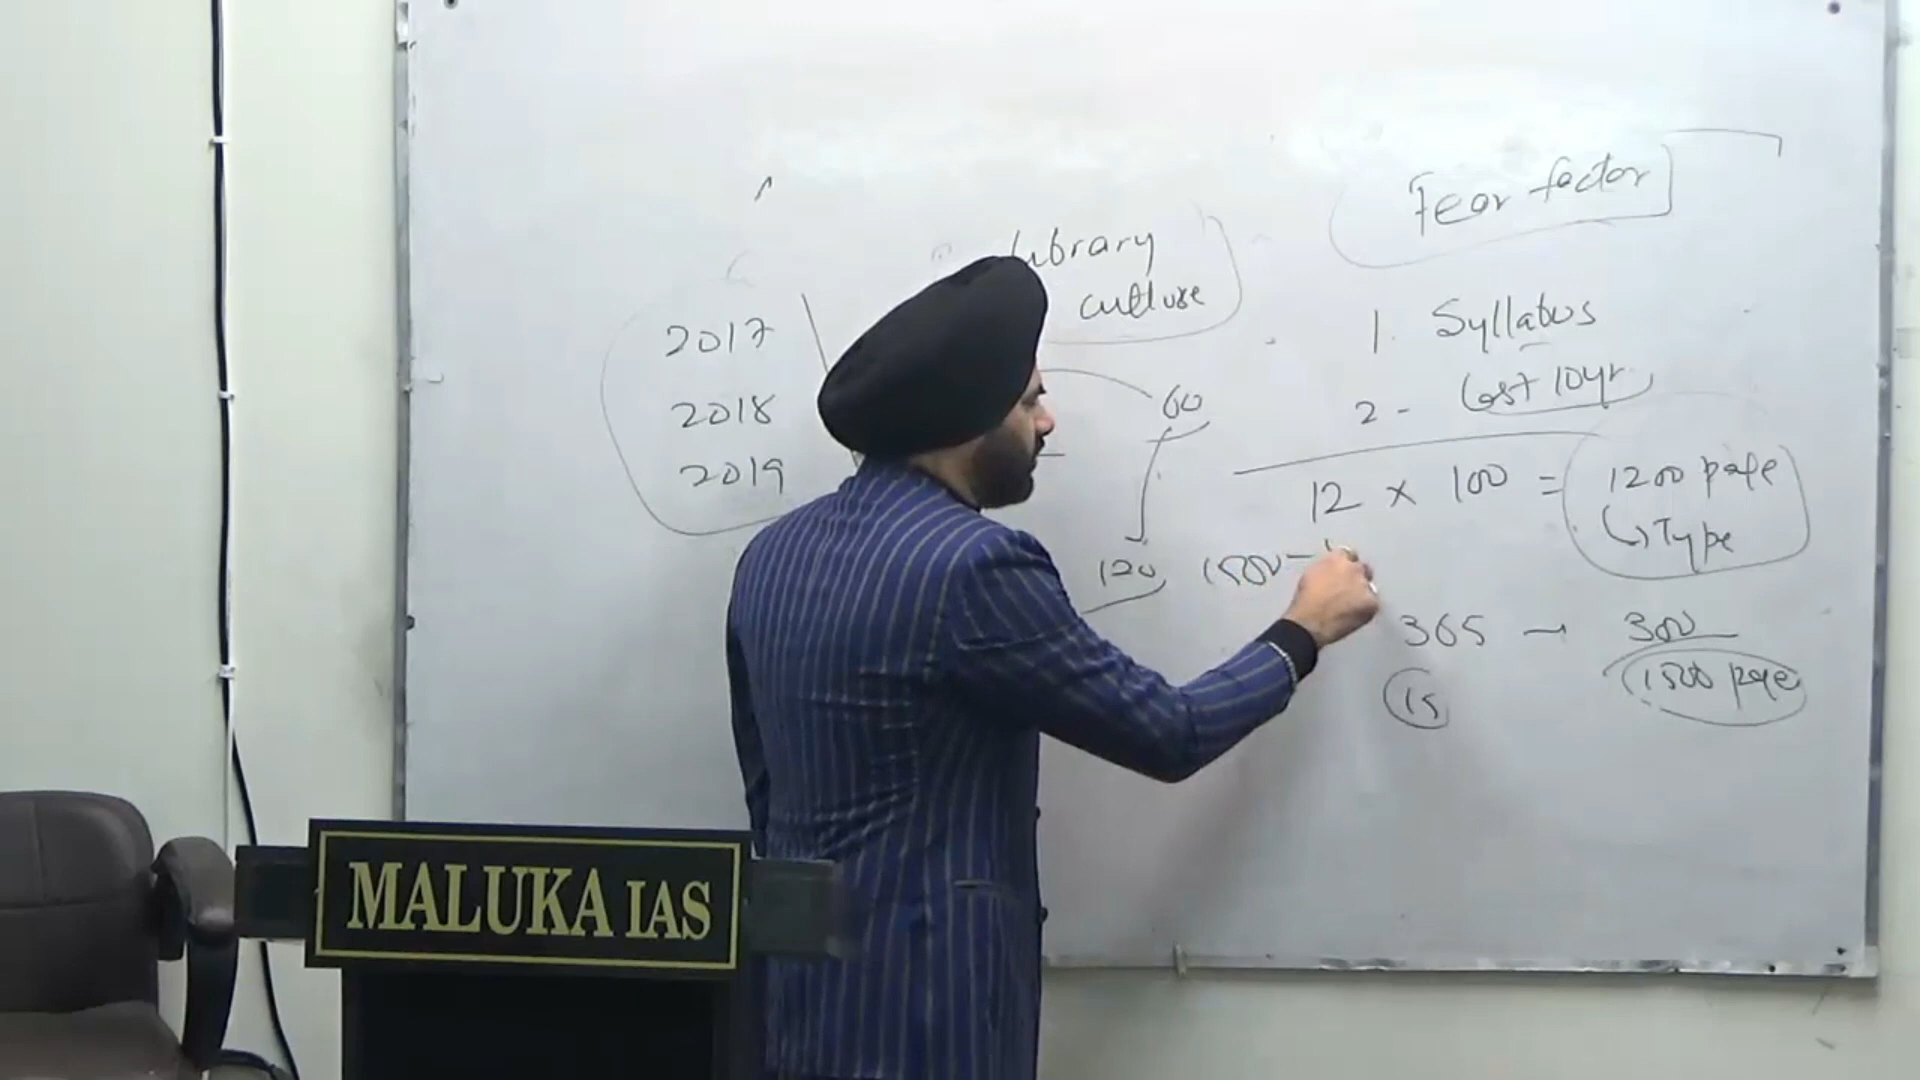 Fear factor
Library
culture
2017
2018
2019
1. Syllabus
2 - Last 10yr
60
12 x 100 = 1200 page
Type
120 1500 -
365 → 300
15
1500 page
MALUKA IAS